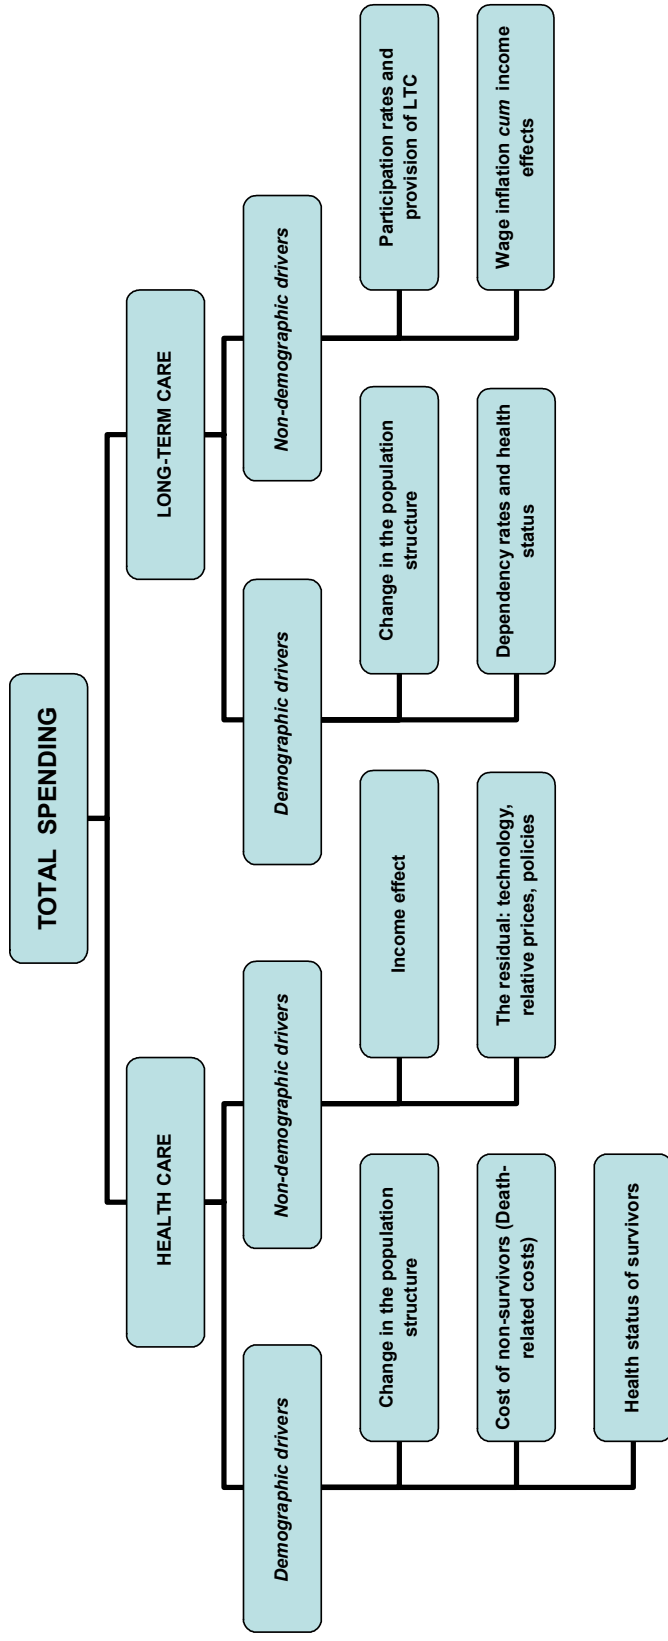 TOTAL SPENDING
HEALTH CARE
LONG-TERM CARE
Demographic drivers
Non-demographic drivers
Demographic drivers
Non-demographic drivers
Change in the population
structure
Income effect
Change in the population
structure
Participation rates and
provision of LTC
Cost of non-survivors (Death-
related costs)
The residual: technology,
relative prices, policies
Dependency rates and health
status
Wage inflation cum income
effects
Health status of survivors